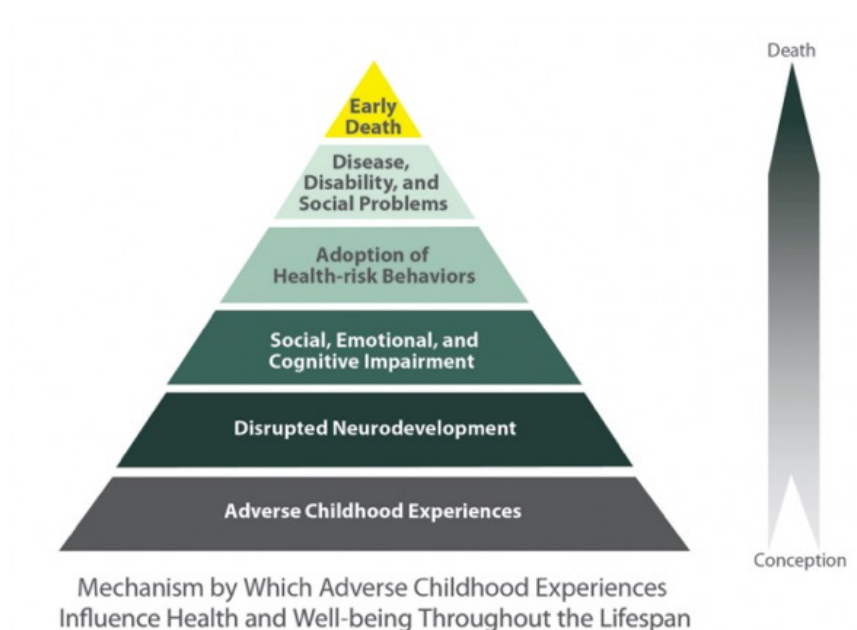 Death
Early
Death
Disease,
Disability, and
Social Problems
Adoption of
Health-risk Behaviors
Social, Emotional, and
Cognitive Impairment
Disrupted Neurodevelopment
Adverse Childhood Experiences
Conception
Mechanism by Which Adverse Childhood Experiences
Influence Health and Well-being Throughout the Lifespan